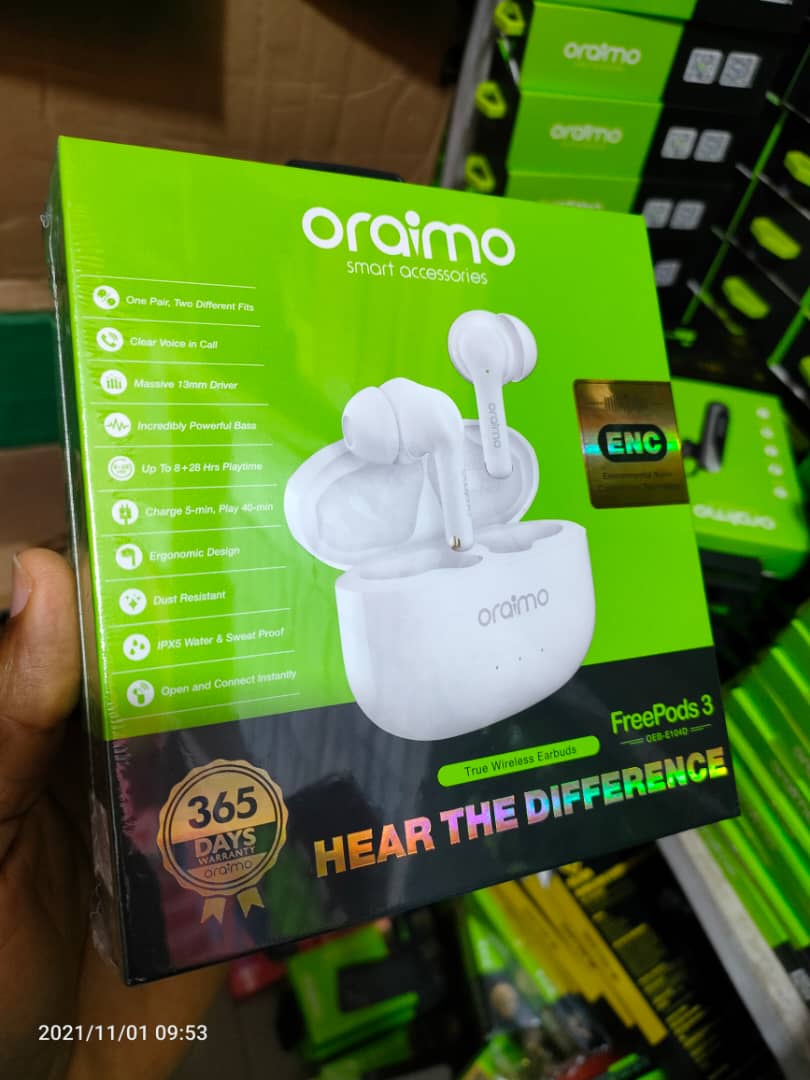 oraimo
oraimo
oraimo
smart accessories
One Pair, Two Different Fits
Clear Voice in Call
Massive 13mm Driver
Incredibly Powerful Bass
Up To 8+28 Hrs Playtime
Charge 5-min, Play 40-min
Ergonomic Design
Dust Resistant
IPX5 Water & Sweat Proof
Open and Connect Instantly
oraimo
ENC
oraimo
oraimo
FreePods 3
OEB-E104D
True Wireless Earbuds
HEAR THE DIFFERENCE
365
DAYS
WARRANTY
oraimo
2021/11/01 09:53